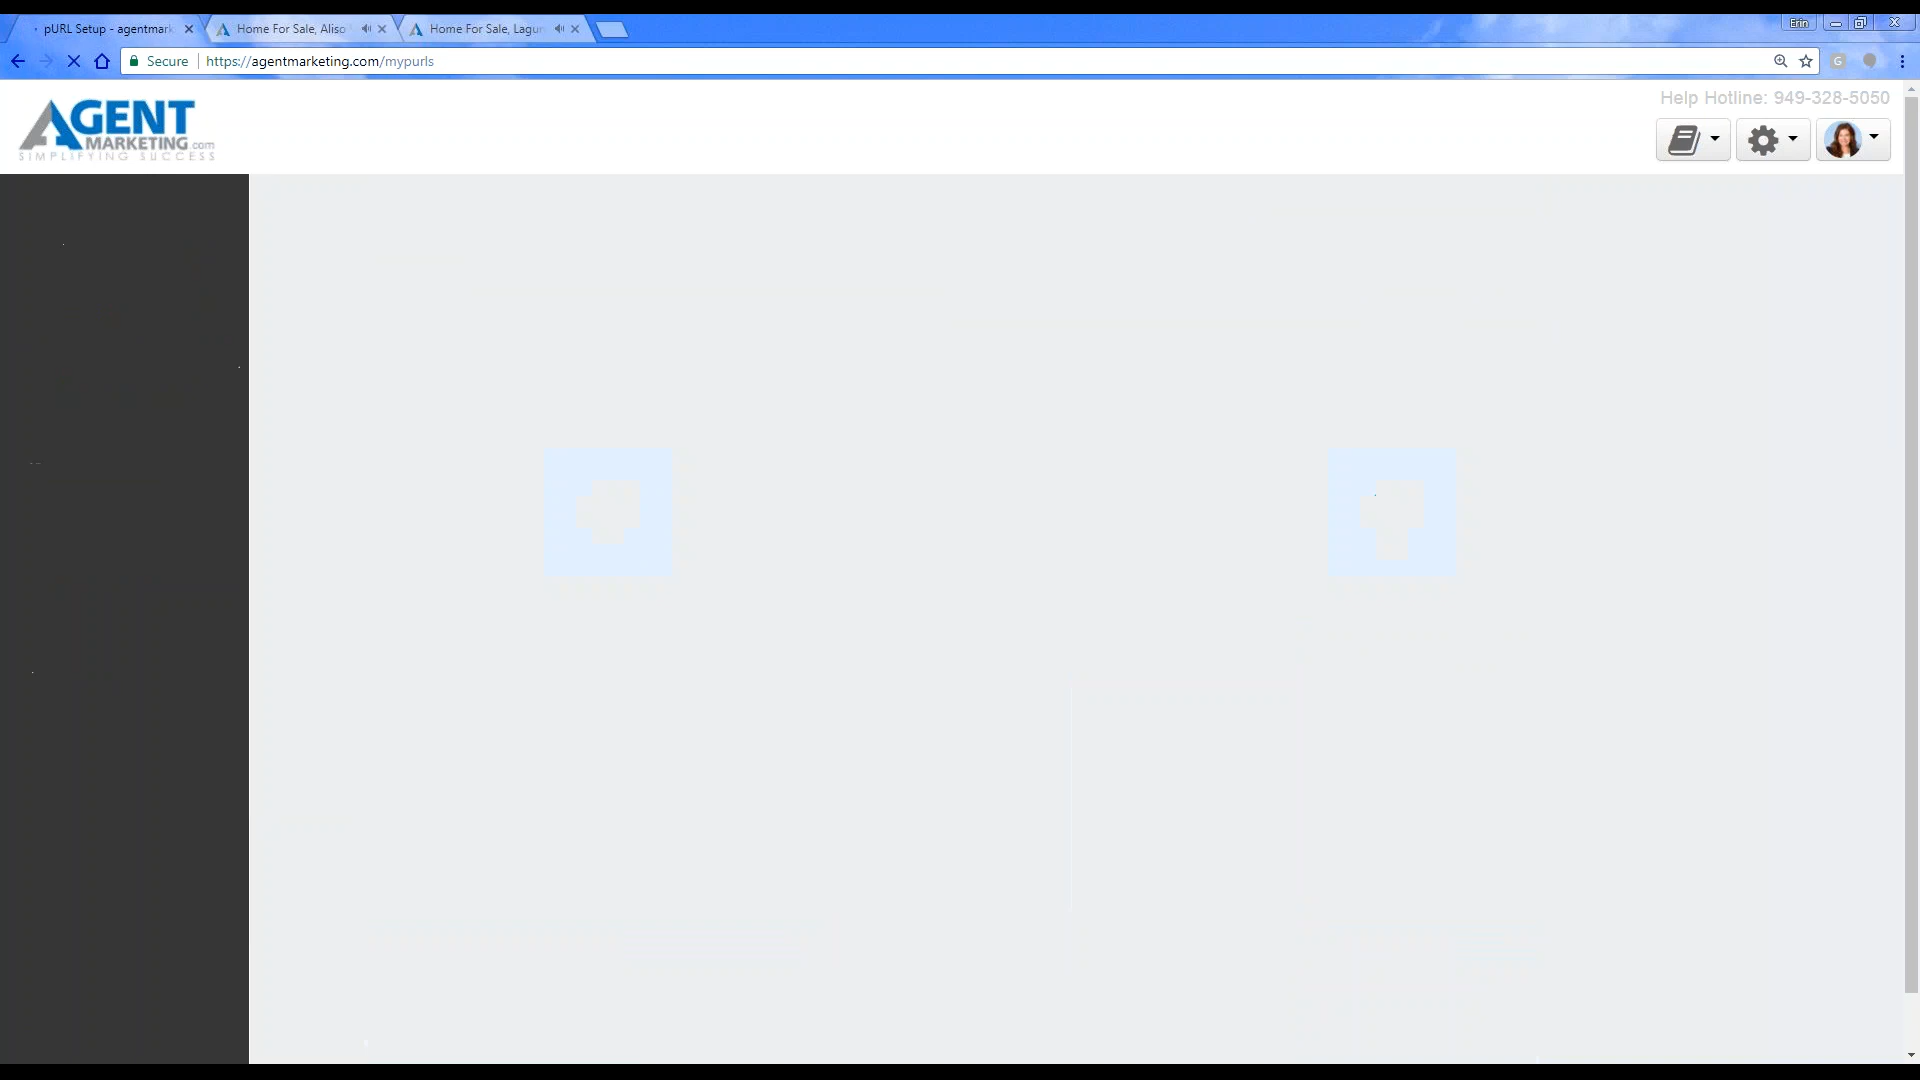 pURL Setup - agentmark
Home For Sale, Aliso
Home For Sale, Lagun
Erin
Secure
https://agentmarketing.com/mypurls
G
AGENT
MARKETING.com
SIMPLIFYING SUCCESS
Help Hotline: 949-328-5050